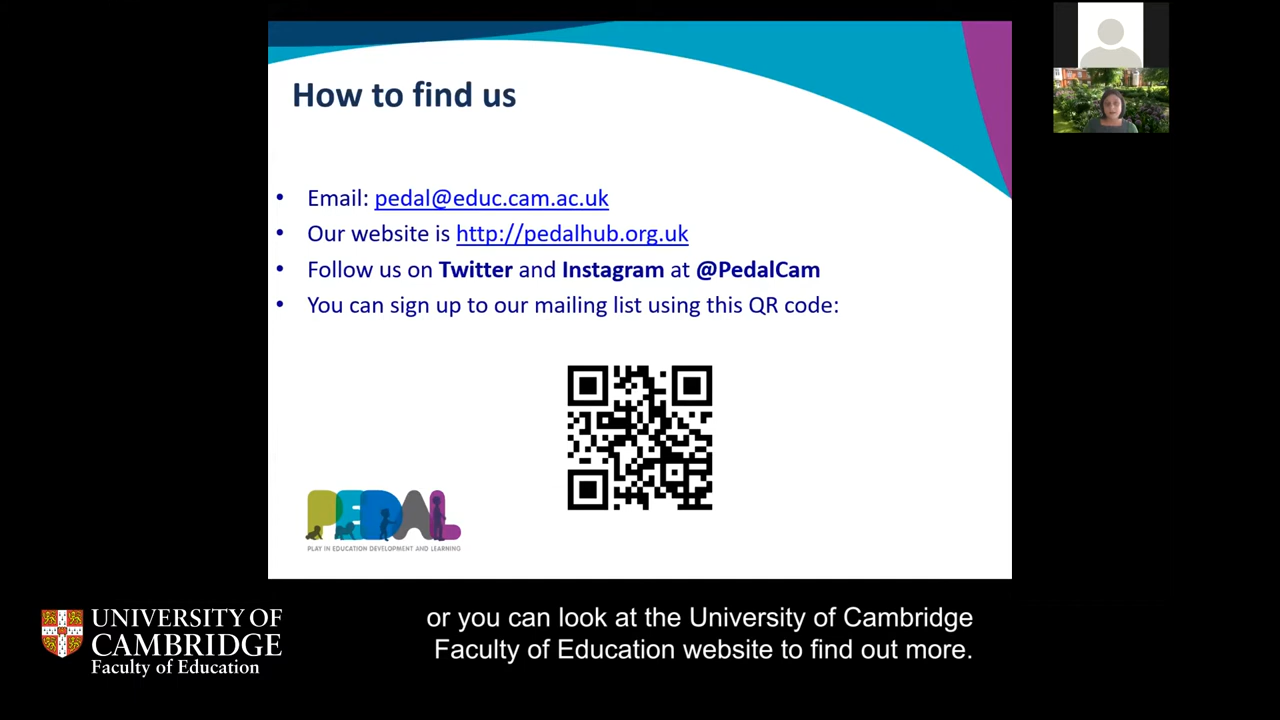 How to find us
• Email: pedal@educ.cam.ac.uk
• Our website is http://pedalhub.org.uk
• Follow us on Twitter and Instagram at @PedalCam
• You can sign up to our mailing list using this QR code:
PEDAL
PLAY IN EDUCATION DEVELOPMENT AND LEARNING
UNIVERSITY OF
CAMBRIDGE
Faculty of Education
or you can look at the University of Cambridge
Faculty of Education website to find out more.